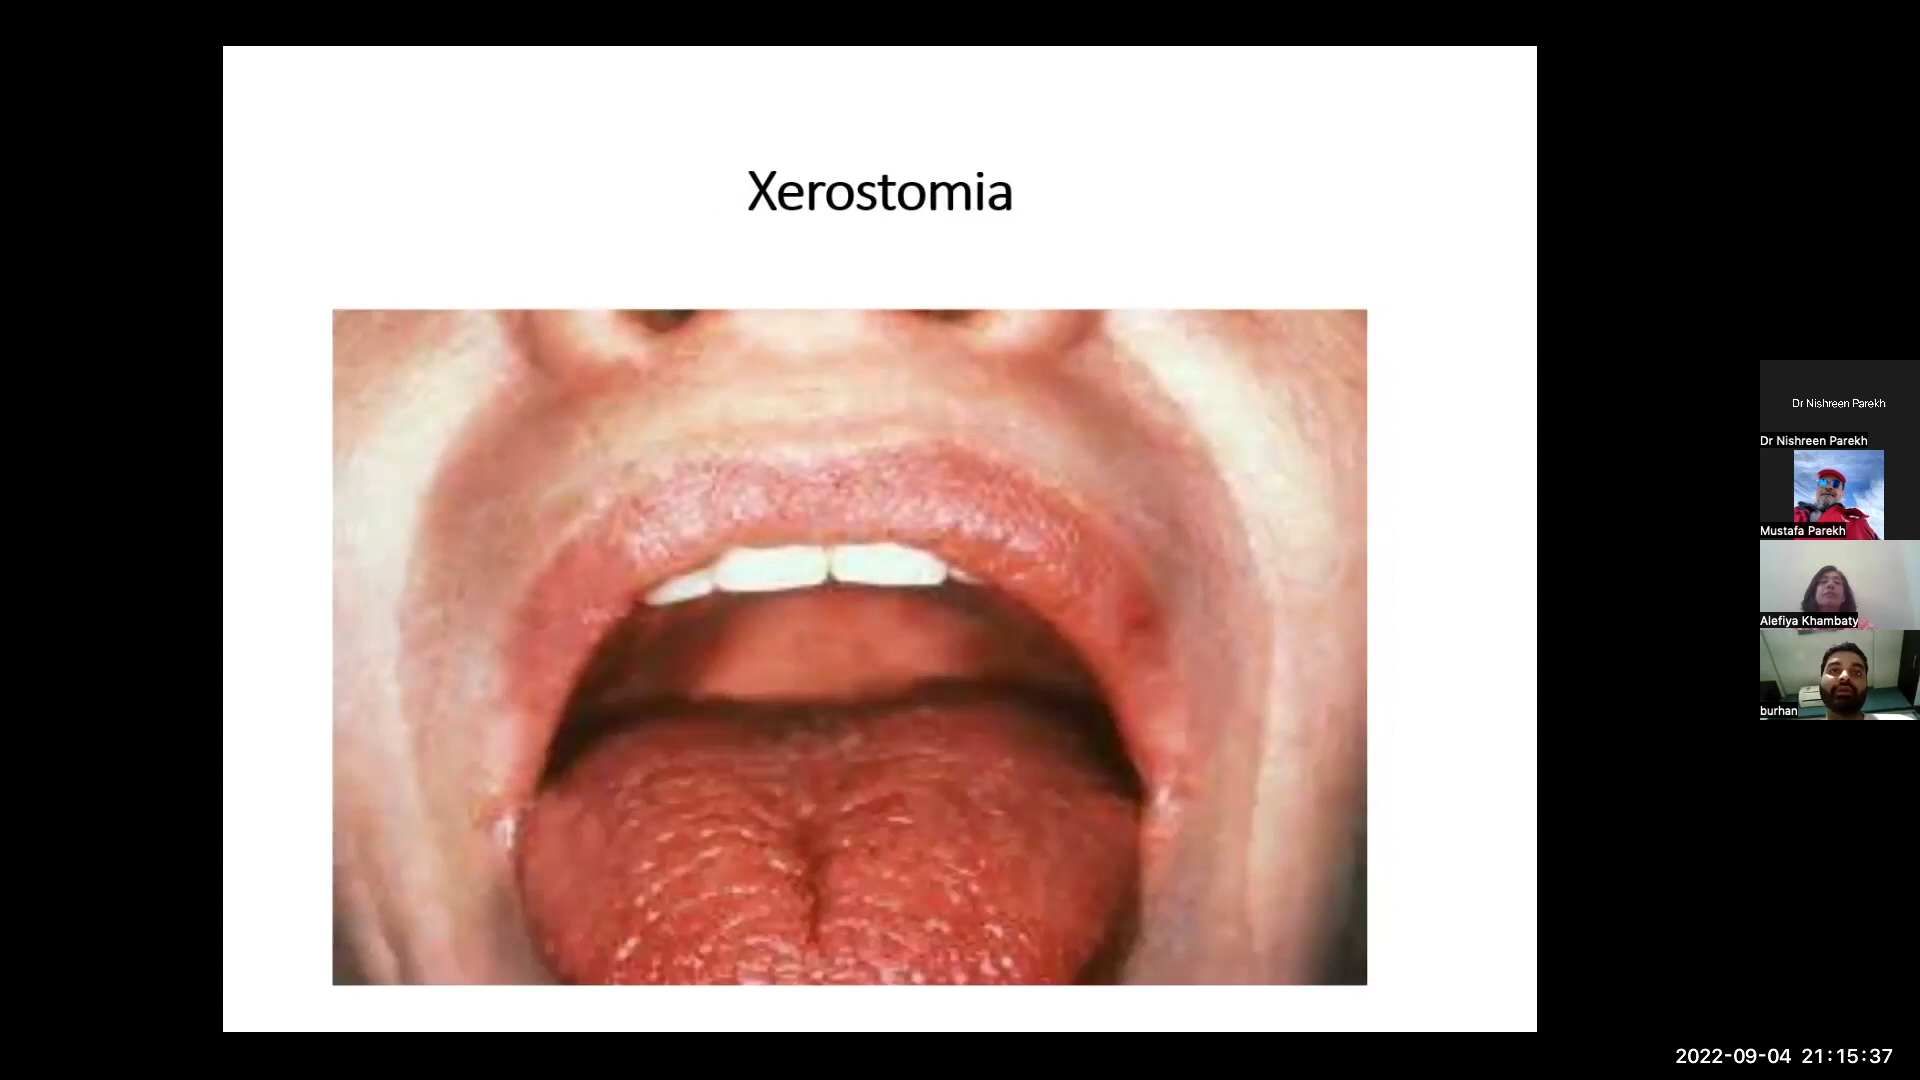 Xerostomia
Dr Nishreen Parekh
Dr Nishreen Parekh
Mustafa Parekh
Alefiya Khambaty
burhan
2022-09-04 21:15:37